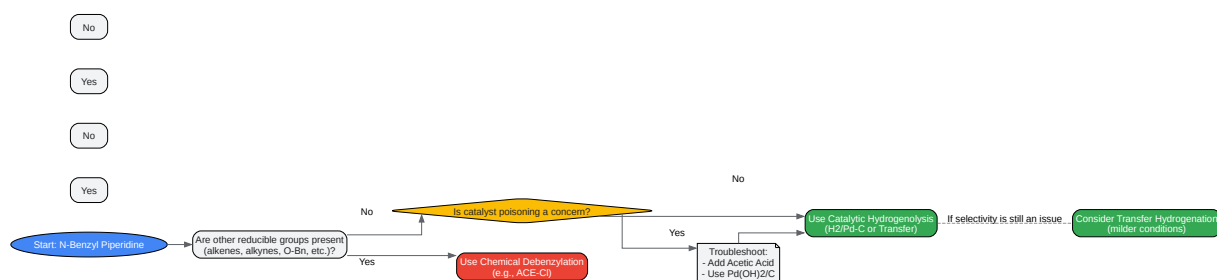 No
Yes
No
Yes
Start: N-Benzyl Piperidine
Are other reducible groups present
(alkenes, alkynes, O-Bn, etc.)?
No
Yes
Is catalyst poisoning a concern?
Use Chemical Debenzylation
(e.g., ACE-Cl)
No
Yes
Troubleshoot:
- Add Acetic Acid
- Use Pd(OH)2/C
Use Catalytic Hydrogenolysis
(H2/Pd-C or Transfer)
If selectivity is still an issue
Consider Transfer Hydrogenation
(milder conditions)